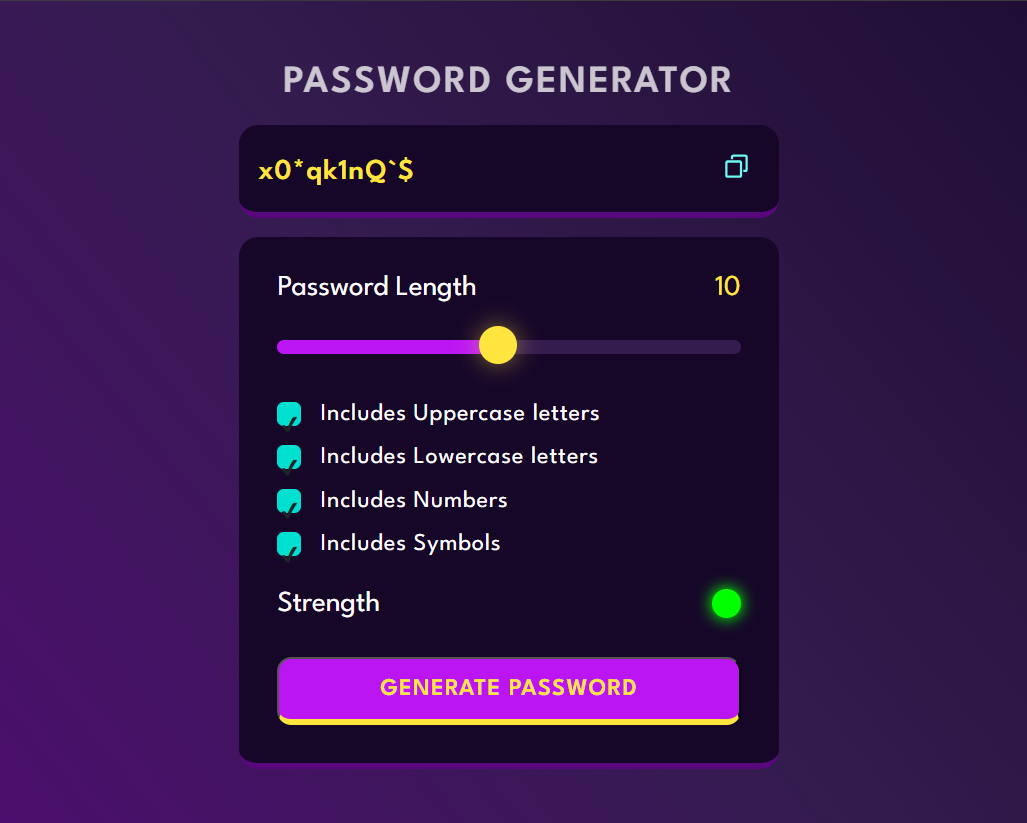 PASSWORD GENERATOR
x0*qk1nQ`$
Password Length 10
Includes Uppercase letters
Includes Lowercase letters
Includes Numbers
Includes Symbols
Strength
GENERATE PASSWORD